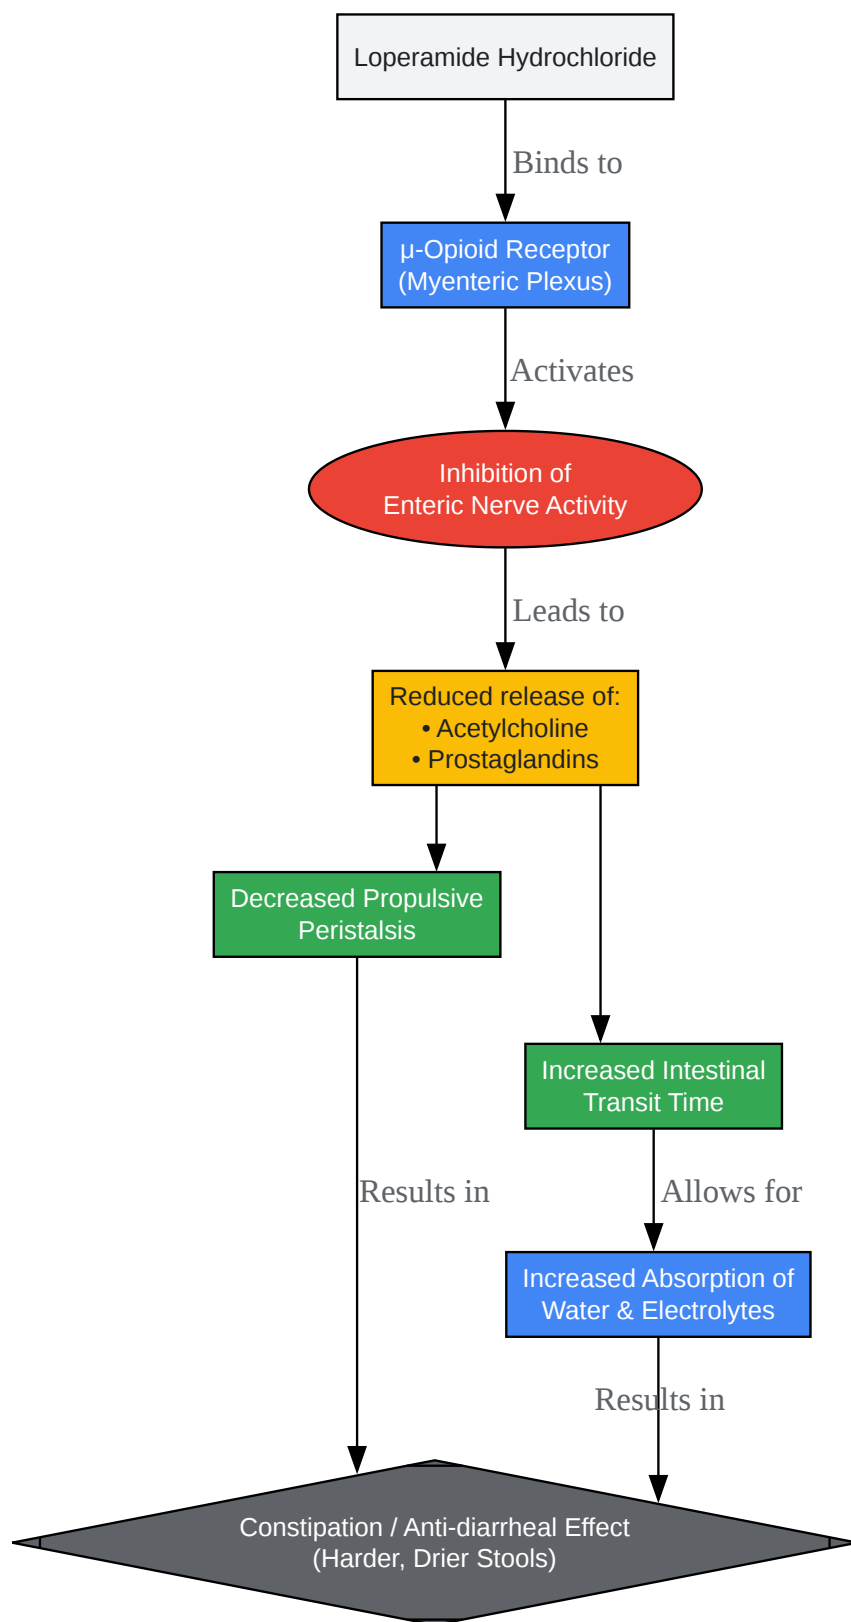 Loperamide Hydrochloride
Binds to
μ-Opioid Receptor
(Myenteric Plexus)
Activates
Inhibition of
Enteric Nerve Activity
Leads to
Reduced release of:
• Acetylcholine
• Prostaglandins
Decreased Propulsive
Peristalsis
Increased Intestinal
Transit Time
Results in
Allows for
Increased Absorption of
Water & Electrolytes
Results in
Constipation / Anti-diarrheal Effect
(Harder, Drier Stools)